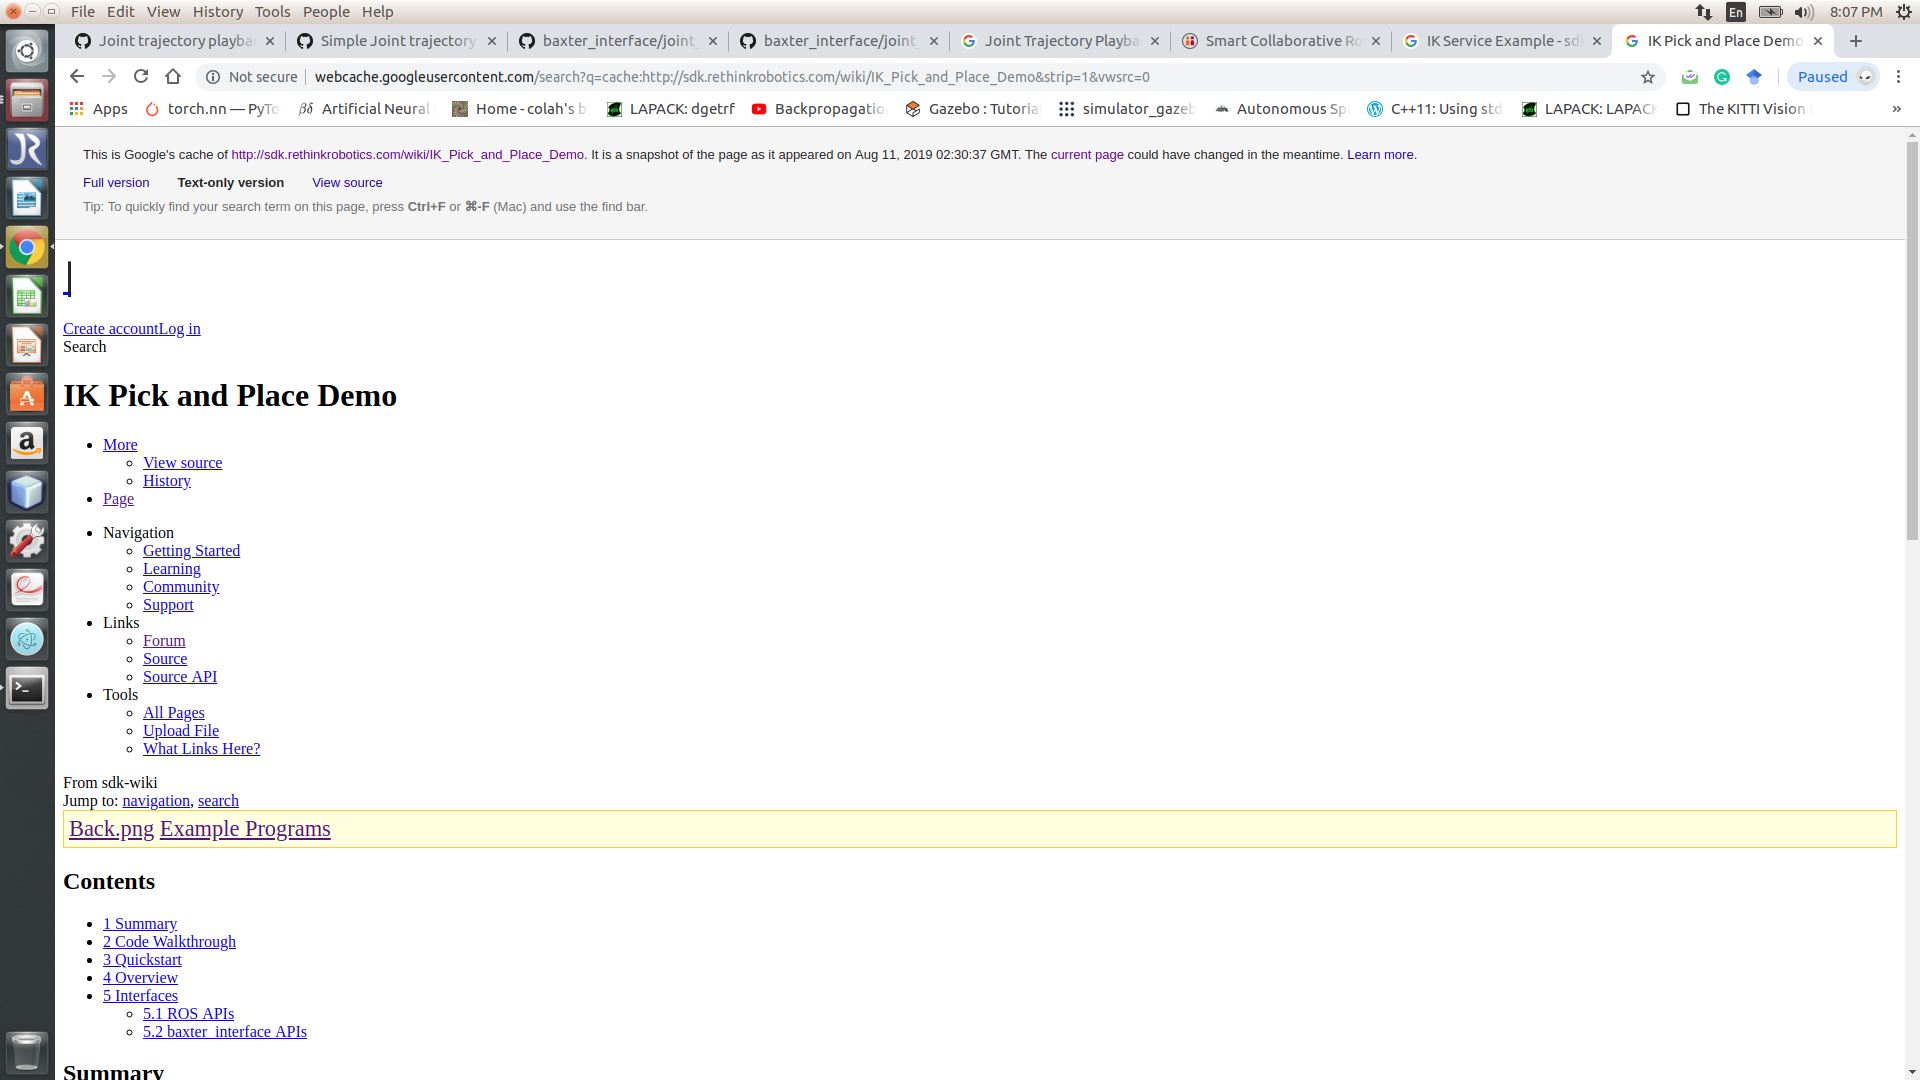 File Edit View History Tools People Help
En 8:07 PM
Joint trajectory playba
Simple Joint trajectory
baxter_interface/joint_
baxter_interface/joint_
Joint Trajectory Playba
Smart Collaborative Ro
IK Service Example - sd
IK Pick and Place Demo
Not secure webcache.googleusercontent.com/search?q=cache:http://sdk.rethinkrobotics.com/wiki/IK_Pick_and_Place_Demo&strip=1&vwsrc=0 Paused
Apps torch.nn — PyTo Artificial Neural Home - colah's b LAPACK: dgetrf Backpropagation Gazebo : Tutorial simulator_gazeb Autonomous Sp C++11: Using std LAPACK: LAPACK The KITTI Vision »
This is Google's cache of http://sdk.rethinkrobotics.com/wiki/IK_Pick_and_Place_Demo. It is a snapshot of the page as it appeared on Aug 11, 2019 02:30:37 GMT. The current page could have changed in the meantime. Learn more.
Full version Text-only version View source
Tip: To quickly find your search term on this page, press Ctrl+F or ⌘-F (Mac) and use the find bar.
Create accountLog in
Search
IK Pick and Place Demo
More
View source
History
Page
Navigation
Getting Started
Learning
Community
Support
Links
Forum
Source
Source API
Tools
All Pages
Upload File
What Links Here?
From sdk-wiki
Jump to: navigation, search
Back.png Example Programs
Contents
1 Summary
2 Code Walkthrough
3 Quickstart
4 Overview
5 Interfaces
5.1 ROS APIs
5.2 baxter_interface APIs
Summary